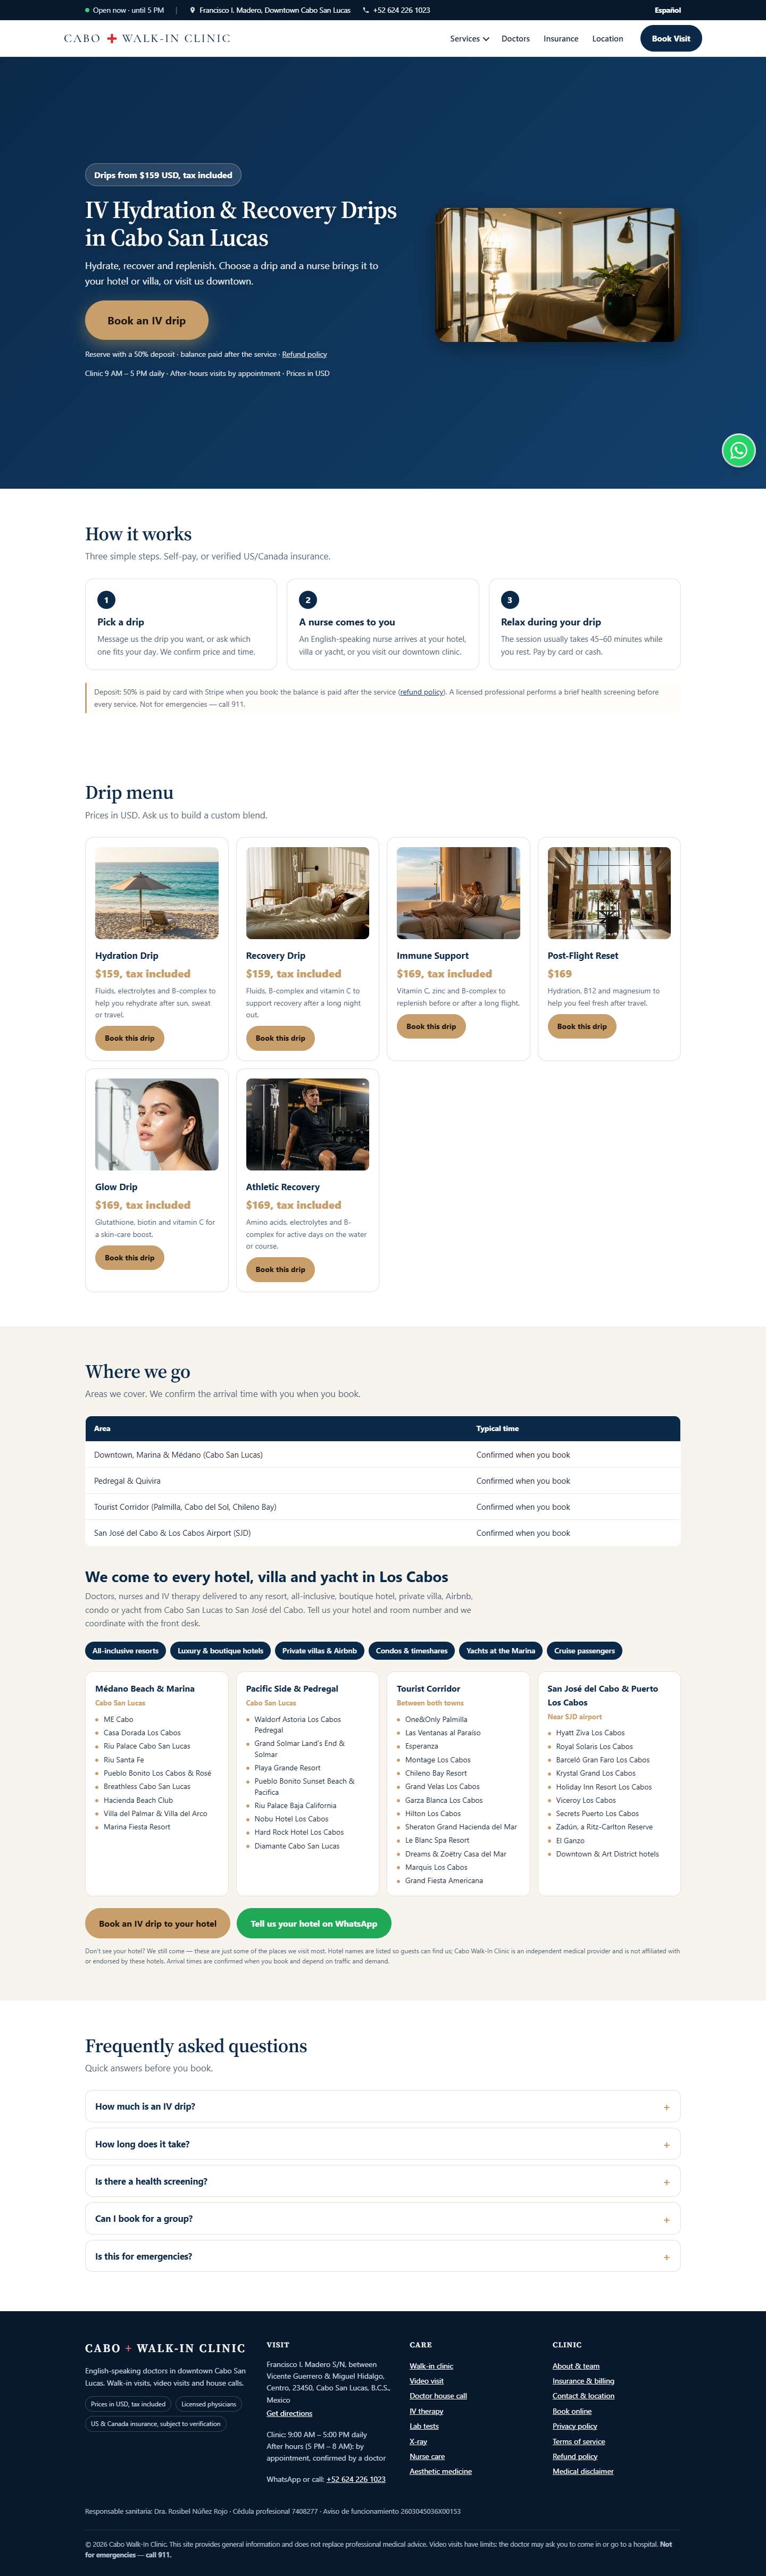 Open now · until 5 PM | Francisco I. Madero, Downtown Cabo San Lucas +52 624 226 1023 Español
CABO + WALK-IN CLINIC Services Doctors Insurance Location Book Visit
Drips from $159 USD, tax included
IV Hydration & Recovery Drips
in Cabo San Lucas
Hydrate, recover and replenish. Choose a drip and a nurse brings it to
your hotel or villa, or visit us downtown.
Book an IV drip
Reserve with a 50% deposit · balance paid after the service · Refund policy
Clinic 9 AM – 5 PM daily · After-hours visits by appointment · Prices in USD
How it works
Three simple steps. Self-pay, or verified US/Canada insurance.
1
Pick a drip
Message us the drip you want, or ask which
one fits your day. We confirm price and time.
2
A nurse comes to you
An English-speaking nurse arrives at your hotel,
villa or yacht, or you visit our downtown clinic.
3
Relax during your drip
The session usually takes 45–60 minutes while
you rest. Pay by card or cash.
Deposit: 50% is paid by card with Stripe when you book; the balance is paid after the service (refund policy). A licensed professional performs a brief health screening before
every service. Not for emergencies — call 911.
Drip menu
Prices in USD. Ask us to build a custom blend.
Hydration Drip
$159, tax included
Fluids, electrolytes and B-complex to
help you rehydrate after sun, sweat
or travel.
Book this drip
Recovery Drip
$159, tax included
Fluids, B-complex and vitamin C to
support recovery after a long night
out.
Book this drip
Immune Support
$169, tax included
Vitamin C, zinc and B-complex to
replenish before or after a long flight.
Book this drip
Post-Flight Reset
$169
Hydration, B12 and magnesium to
help you feel fresh after travel.
Book this drip
Glow Drip
$169, tax included
Glutathione, biotin and vitamin C for
a skin-care boost.
Book this drip
Athletic Recovery
$169, tax included
Amino acids, electrolytes and B-
complex for active days on the water
or course.
Book this drip
Where we go
Areas we cover. We confirm the arrival time with you when you book.
Area Typical time
Downtown, Marina & Médano (Cabo San Lucas) Confirmed when you book
Pedregal & Quivira Confirmed when you book
Tourist Corridor (Palmilla, Cabo del Sol, Chileno Bay) Confirmed when you book
San José del Cabo & Los Cabos Airport (SJD) Confirmed when you book
We come to every hotel, villa and yacht in Los Cabos
Doctors, nurses and IV therapy delivered to any resort, all-inclusive, boutique hotel, private villa, Airbnb,
condo or yacht from Cabo San Lucas to San José del Cabo. Tell us your hotel and room number and we
coordinate with the front desk.
All-inclusive resorts Luxury & boutique hotels Private villas & Airbnb Condos & timeshares Yachts at the Marina Cruise passengers
Médano Beach & Marina
Cabo San Lucas
ME Cabo
Casa Dorada Los Cabos
Riu Palace Cabo San Lucas
Riu Santa Fe
Pueblo Bonito Los Cabos & Rosé
Breathless Cabo San Lucas
Hacienda Beach Club
Villa del Palmar & Villa del Arco
Marina Fiesta Resort
Pacific Side & Pedregal
Cabo San Lucas
Waldorf Astoria Los Cabos
Pedregal
Grand Solmar Land's End &
Solmar
Playa Grande Resort
Pueblo Bonito Sunset Beach &
Pacifica
Riu Palace Baja California
Nobu Hotel Los Cabos
Hard Rock Hotel Los Cabos
Diamante Cabo San Lucas
Tourist Corridor
Between both towns
One&Only Palmilla
Las Ventanas al Paraíso
Esperanza
Montage Los Cabos
Chileno Bay Resort
Grand Velas Los Cabos
Garza Blanca Los Cabos
Hilton Los Cabos
Sheraton Grand Hacienda del Mar
Le Blanc Spa Resort
Dreams & Zoëtry Casa del Mar
Marquis Los Cabos
Grand Fiesta Americana
San José del Cabo & Puerto
Los Cabos
Near SJD airport
Hyatt Ziva Los Cabos
Royal Solaris Los Cabos
Barceló Gran Faro Los Cabos
Krystal Grand Los Cabos
Holiday Inn Resort Los Cabos
Viceroy Los Cabos
Secrets Puerto Los Cabos
Zadún, a Ritz-Carlton Reserve
El Ganzo
Downtown & Art District hotels
Book an IV drip to your hotel Tell us your hotel on WhatsApp
Don't see your hotel? We still come — these are just some of the places we visit most. Hotel names are listed so guests can find us; Cabo Walk-In Clinic is an independent medical provider and is not affiliated with
or endorsed by these hotels. Arrival times are confirmed when you book and depend on traffic and demand.
Frequently asked questions
Quick answers before you book.
How much is an IV drip? +
How long does it take? +
Is there a health screening? +
Can I book for a group? +
Is this for emergencies? +
CABO + WALK-IN CLINIC
English-speaking doctors in downtown Cabo San
Lucas. Walk-in visits, video visits and house calls.
Prices in USD, tax included Licensed physicians
US & Canada insurance, subject to verification
VISIT
Francisco I. Madero S/N, between
Vicente Guerrero & Miguel Hidalgo,
Centro, 23450, Cabo San Lucas, B.C.S.,
Mexico
Get directions
Clinic: 9:00 AM – 5:00 PM daily
After hours (5 PM – 8 AM): by
appointment, confirmed by a doctor
WhatsApp or call: +52 624 226 1023
CARE
Walk-in clinic
Video visit
Doctor house call
IV therapy
Lab tests
X-ray
Nurse care
Aesthetic medicine
CLINIC
About & team
Insurance & billing
Contact & location
Book online
Privacy policy
Terms of service
Refund policy
Medical disclaimer
Responsable sanitaria: Dra. Rosibel Núñez Rojo · Cédula profesional 7408277 · Aviso de funcionamiento 2603045036X00153
© 2026 Cabo Walk-In Clinic. This site provides general information and does not replace professional medical advice. Video visits have limits: the doctor may ask you to come in or go to a hospital. Not
for emergencies — call 911.